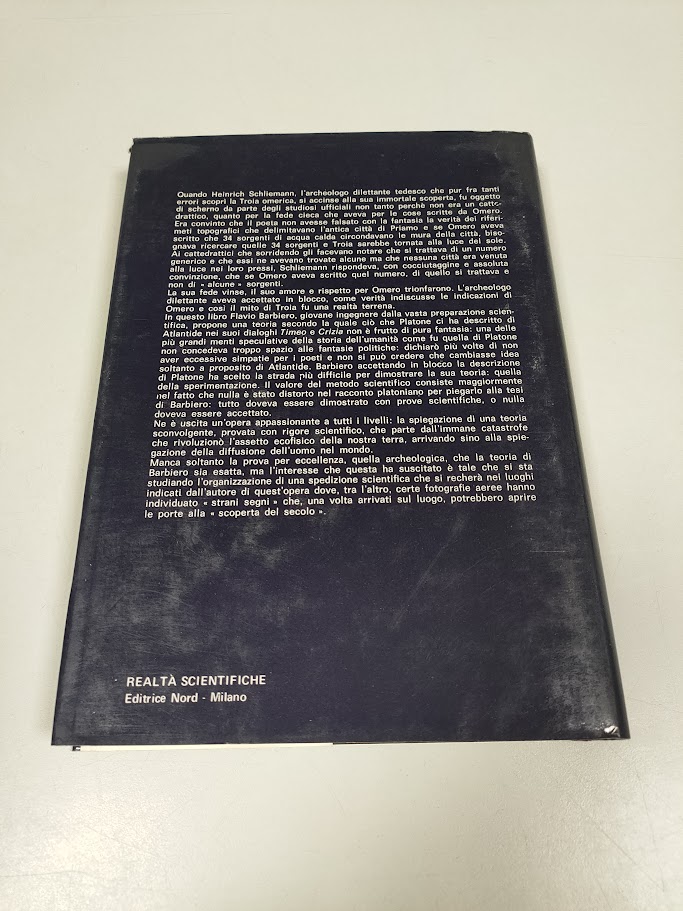 Quando Heinrich Schliemann, l'archeologo dilettante tedesco che pur fra tanti
errori scoprì la Troia omerica, si accinse alla sua immortale scoperta, fu oggetto
di scherno da parte degli studiosi ufficiali non tanto perchè non era un catte-
drattico, quanto per la fede cieca che aveva per le cose scritte da Omero.
Era convinto che il poeta non avesse falsato con la fantasia la verità dei riferi-
meti topografici che delimitavano l'antica città di Priamo e se Omero aveva
scritto che 34 sorgenti di acqua calda circondavano le mura della città, biso-
gnava ricercare quelle 34 sorgenti e Troia sarebbe tornata alla luce del sole.
Ai cattedrattici che sorridendo gli facevano notare che si trattava di un numero
generico e che essi ne avevano trovate alcune ma che nessuna città era venuta
alla luce nei loro pressi, Schliemann rispondeva, con cocciutaggine e assoluta
convinzione, che se Omero aveva scritto quel numero, di quello si trattava e
non di « alcune » sorgenti.
La sua fede vinse, il suo amore e rispetto per Omero trionfarono. L'archeologo
dilettante aveva accettato in blocco, come verità indiscusse le indicazioni di
Omero e così il mito di Troia fu una realtà terrena.
In questo libro Flavio Barbiero, giovane ingegnere dalla vasta preparazione scien-
tifica, propone una teoria secondo la quale ciò che Platone ci ha descritto di
Atlantide nei suoi dialoghi Timeo e Crizia non è frutto di pura fantasia: una delle
più grandi menti speculative della storia dell'umanità come fu quella di Platone
non concedeva troppo spazio alle fantasie politiche: dichiarò più volte di non
aver eccessive simpatie per i poeti e non si può credere che cambiasse idea
soltanto a proposito di Atlantide. Barbiero accettando in blocco la descrizione
di Platone ha scelto la strada più difficile per dimostrare la sua teoria: quella
della sperimentazione. Il valore del metodo scientifico consiste maggiormente
nel fatto che nulla è stato distorto nel racconto platoniano per piegarlo alla tesi
di Barbiero: tutto doveva essere dimostrato con prove scientifiche, o nulla
doveva essere accettato.
Ne è uscita un'opera appassionante a tutti i livelli: la spiegazione di una teoria
sconvolgente, provata con rigore scientifico, che parte dall'immane catastrofe
che rivoluzionò l'assetto ecofisico della nostra terra, arrivando sino alla spie-
gazione della diffusione dell'uomo nel mondo.
Manca soltanto la prova per eccellenza, quella archeologica, che la teoria di
Barbiero sia esatta, ma l'interesse che questa ha suscitato è tale che si sta
studiando l'organizzazione di una spedizione scientifica che si recherà nei luoghi
indicati dall'autore di quest'opera dove, tra l'altro, certe fotografie aeree hanno
individuato « strani segni » che, una volta arrivati sul luogo, potrebbero aprire
le porte alla « scoperta del secolo ».
REALTÀ SCIENTIFICHE
Editrice Nord - Milano